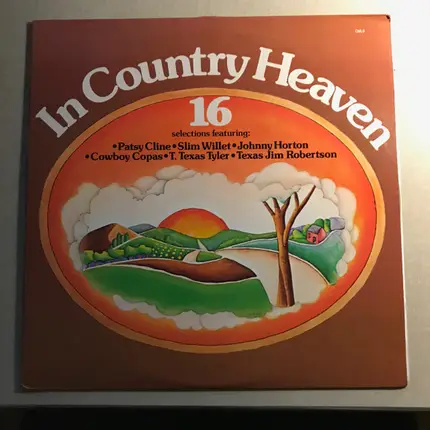 In Country Heaven
16
selections featuring:
•Patsy Cline•Slim Willet•Johnny Horton
•Cowboy Copas•T. Texas Tyler•Texas Jim Robertson